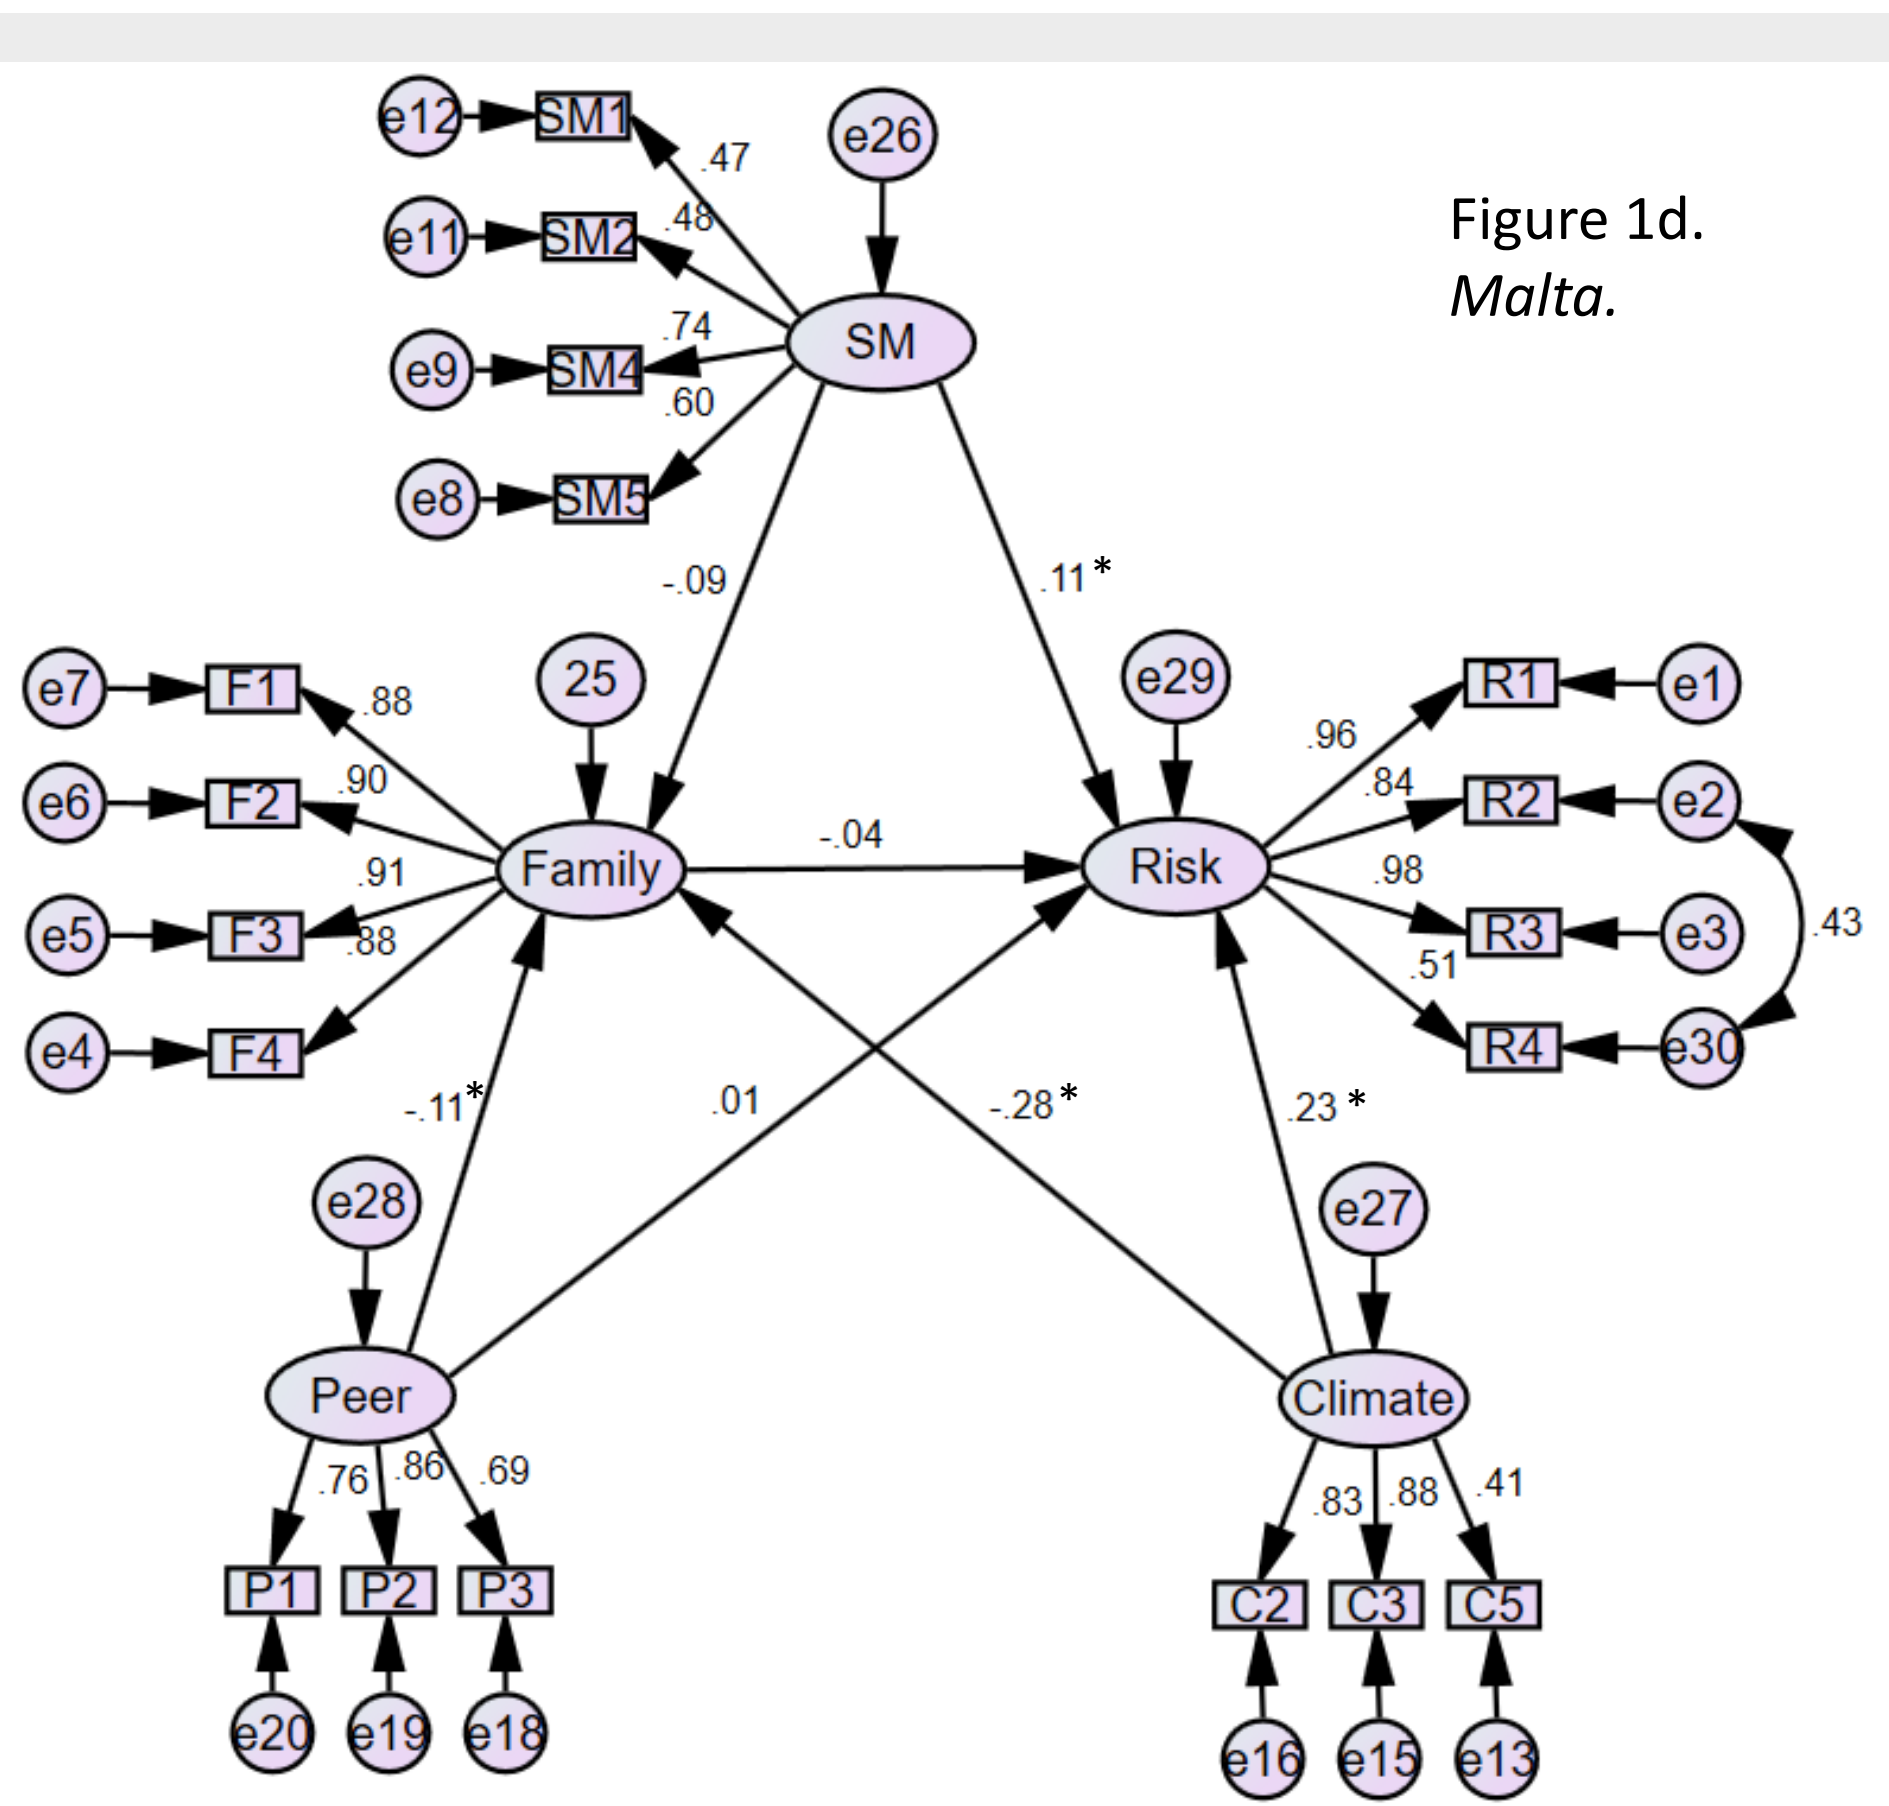 Figure 1d.
Malta.
e12
SM1
.47
e26
e11
SM2
.48
SM
e9
SM4
.74
.60
e8
SM5
-.09
.11*
e7
F1
.88
25
e29
R1
e1
.96
e6
F2
.90
.84
R2
e2
Family
-.04
Risk
.91
.98
.43
e5
F3
.88
R3
e3
.51
e4
F4
R4
e30
-.11*
.01
-.28*
.23 *
e28
e27
Peer
Climate
.76
.86
.69
.83
.88
.41
P1
P2
P3
C2
C3
C5
e20
e19
e18
e16
e15
e13